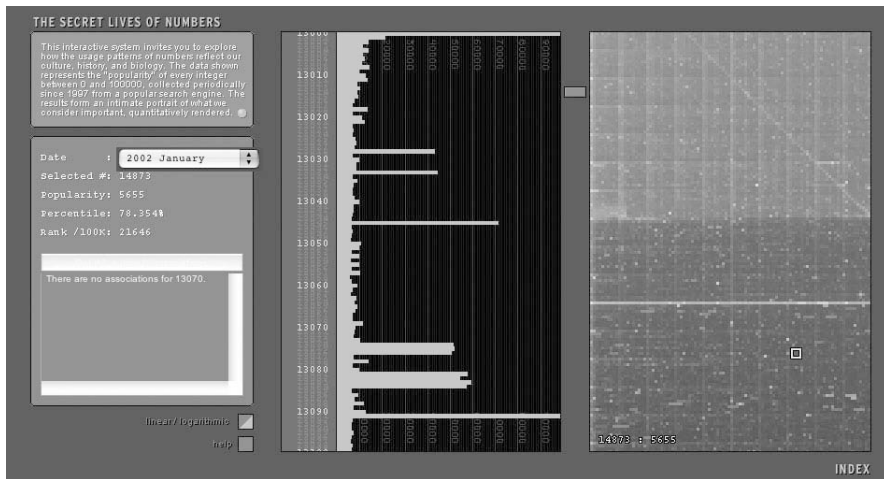 THE SECRET LIVES OF NUMBERS
This interactive system invites you to explore
how the usage patterns of numbers reflect our
culture, history, and biology. The data shown
represents the "popularity" of every integer
between 0 and 100000, collected periodically
since 1997 from a popular search engine. The
results form an intimate portrait of what we
consider important, quantitatively rendered.
Date : 2002 January
Selected #: 14873
Popularity: 5655
Percentile: 78.354%
Rank /100K: 21646
There are no associations for 13070.
linear / logarithmic
help
13000
13010
13020
13030
13040
13050
13060
13070
13080
13090
14873 : 5655
INDEX